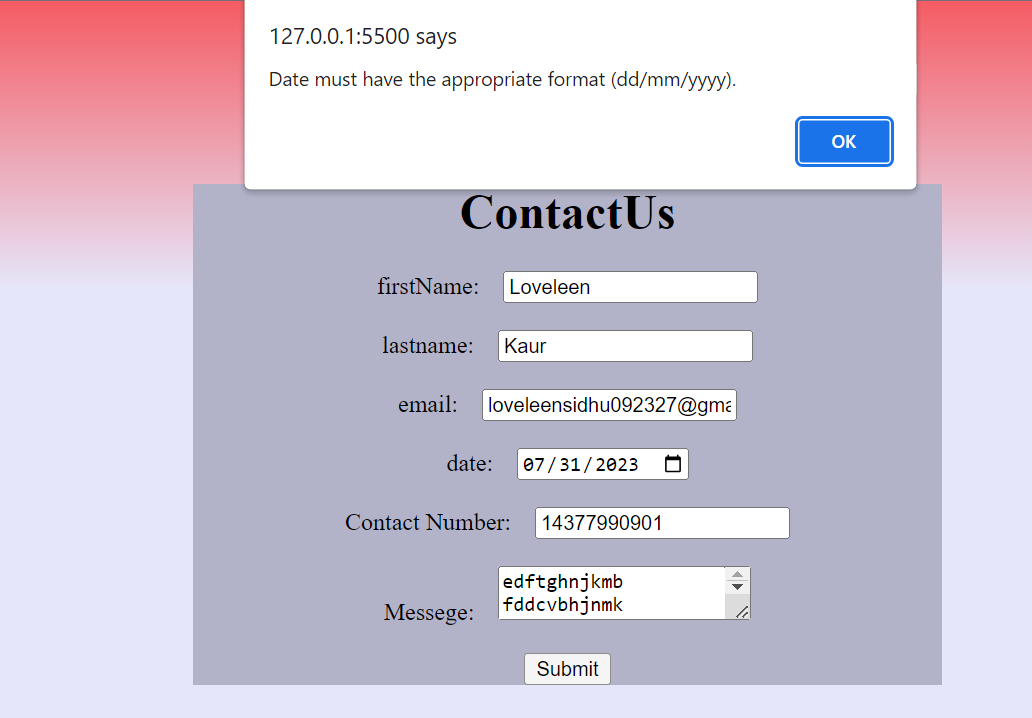 127.0.0.1:5500 says
Date must have the appropriate format (dd/mm/yyyy).
OK
ContactUs
firstName: Loveleen
lastname: Kaur
email: loveleensidhu092327@gma
date: 07/31/2023
Contact Number: 14377990901
Messege: edftghnjkmb
fddcvbhjnmk
Submit